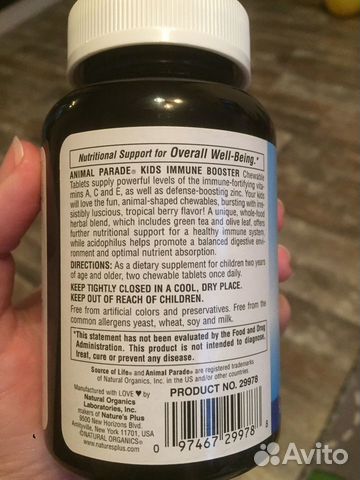 Nutritional Support for Overall Well-Being.*
ANIMAL PARADE® KIDS IMMUNE BOOSTER Chewable
Tablets supply powerful levels of the immune-fortifying vita-
mins A, C and E, as well as defense-boosting zinc. Your kids
will love the fun, animal-shaped chewables, bursting with irre-
sistibly luscious, tropical berry flavor! A unique, whole-food
herbal blend, which includes green tea and olive leaf, offers
further nutritional support for a healthy immune system,
while acidophilus helps promote a balanced digestive envi-
ronment and optimal nutrient absorption.
DIRECTIONS: As a dietary supplement for children two years
of age and older, two chewable tablets once daily.
KEEP TIGHTLY CLOSED IN A COOL, DRY PLACE.
KEEP OUT OF REACH OF CHILDREN.
Free from artificial colors and preservatives. Free from the
common allergens yeast, wheat, soy and milk.
*This statement has not been evaluated by the Food and Drug
Administration. This product is not intended to diagnose,
treat, cure or prevent any disease.
Source of Life® and Animal Parade® are registered trademarks
of Natural Organics, Inc. in the US and/or other countries.
Manufactured with LOVE ♥ by
Natural Organics
Laboratories, Inc.
makers of Nature's Plus
9500 New Horizons Blvd.
Amityville, New York 11701, USA
©NATURAL ORGANICS®
www.naturesplus.com
PRODUCT NO. 29978
0 97467 29978 8
Avito